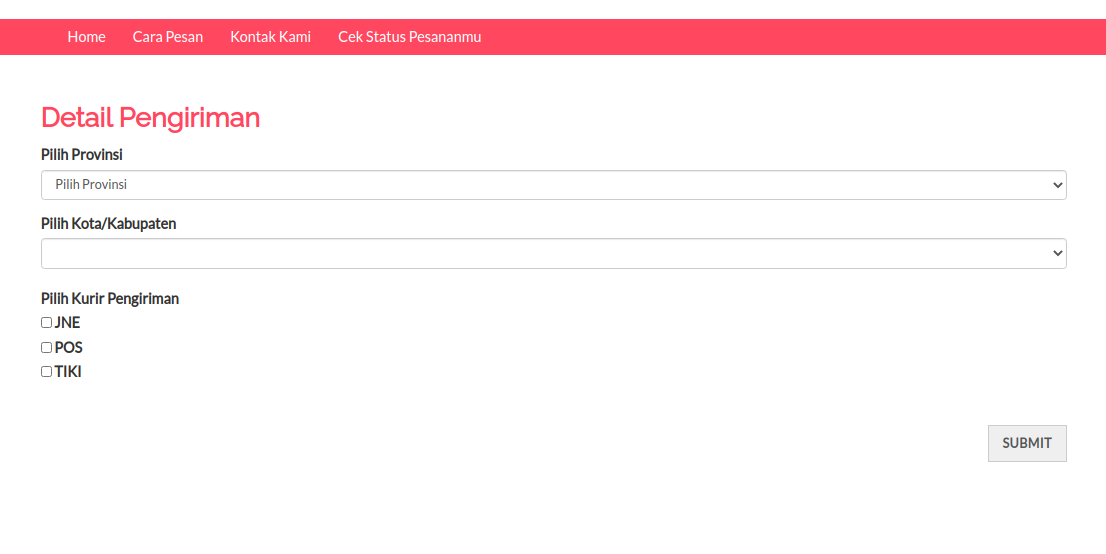 Home Cara Pesan Kontak Kami Cek Status Pesananmu
Detail Pengiriman
Pilih Provinsi
Pilih Provinsi
Pilih Kota/Kabupaten
Pilih Kurir Pengiriman
JNE
POS
TIKI
SUBMIT